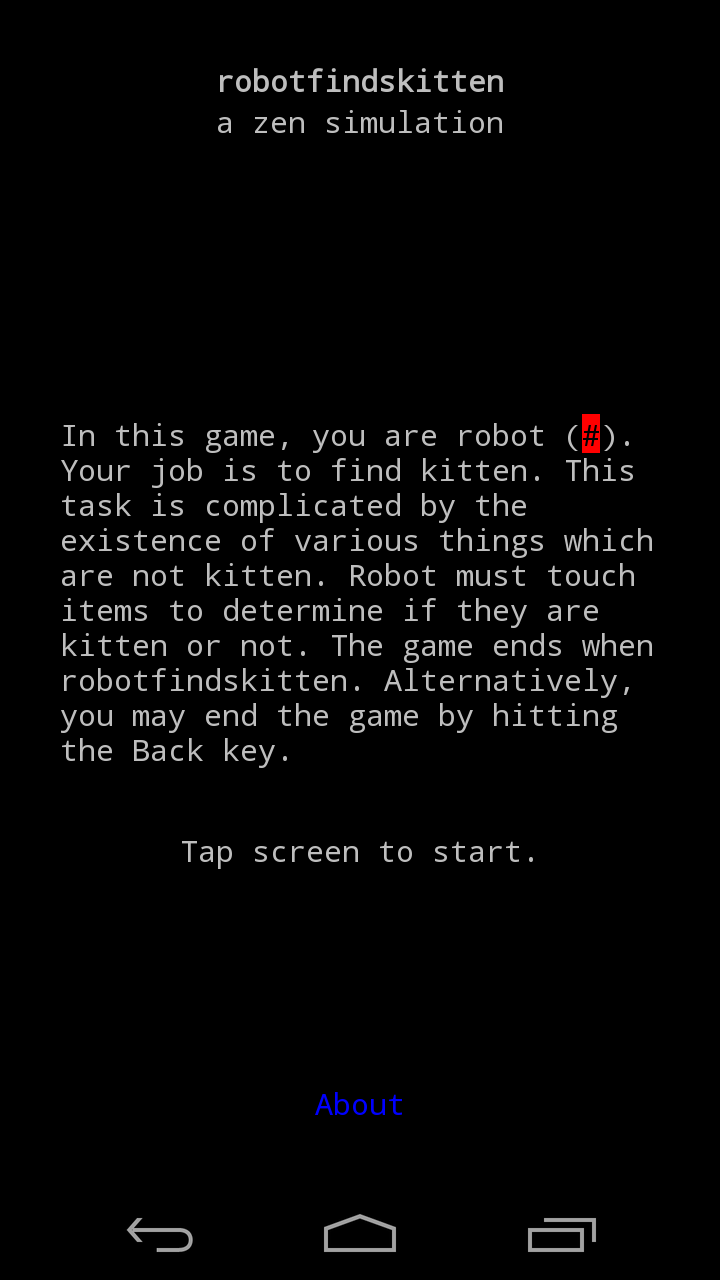 robotfindskitten
a zen simulation
In this game, you are robot (#).
Your job is to find kitten. This
task is complicated by the
existence of various things which
are not kitten. Robot must touch
items to determine if they are
kitten or not. The game ends when
robotfindskitten. Alternatively,
you may end the game by hitting
the Back key.
Tap screen to start.
About